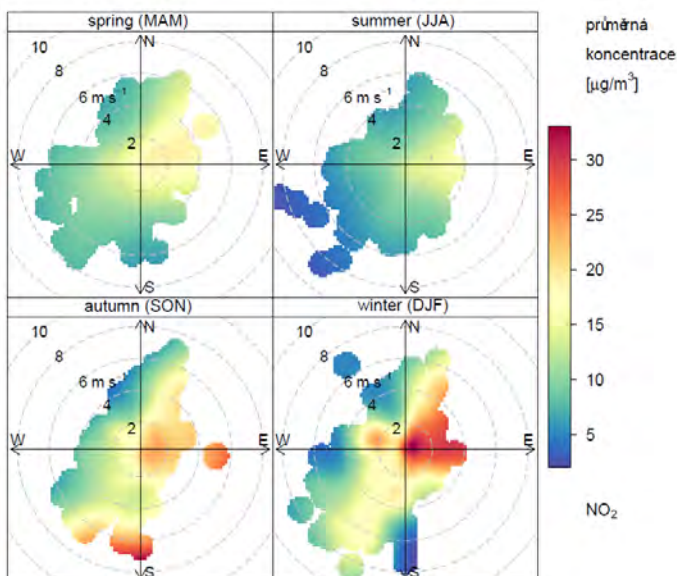 spring (MAM)
10
8
6 m s⁻¹
4
2
N
W
E
S
summer (JJA)
10
8
6 m s⁻¹
4
2
N
W
E
S
autumn (SON)
10
8
6 m s⁻¹
4
2
N
W
E
S
winter (DJF)
10
8
6 m s⁻¹
4
2
N
W
E
S
průměrná
koncentrace
[µg/m³]
30
25
20
15
10
5
NO₂